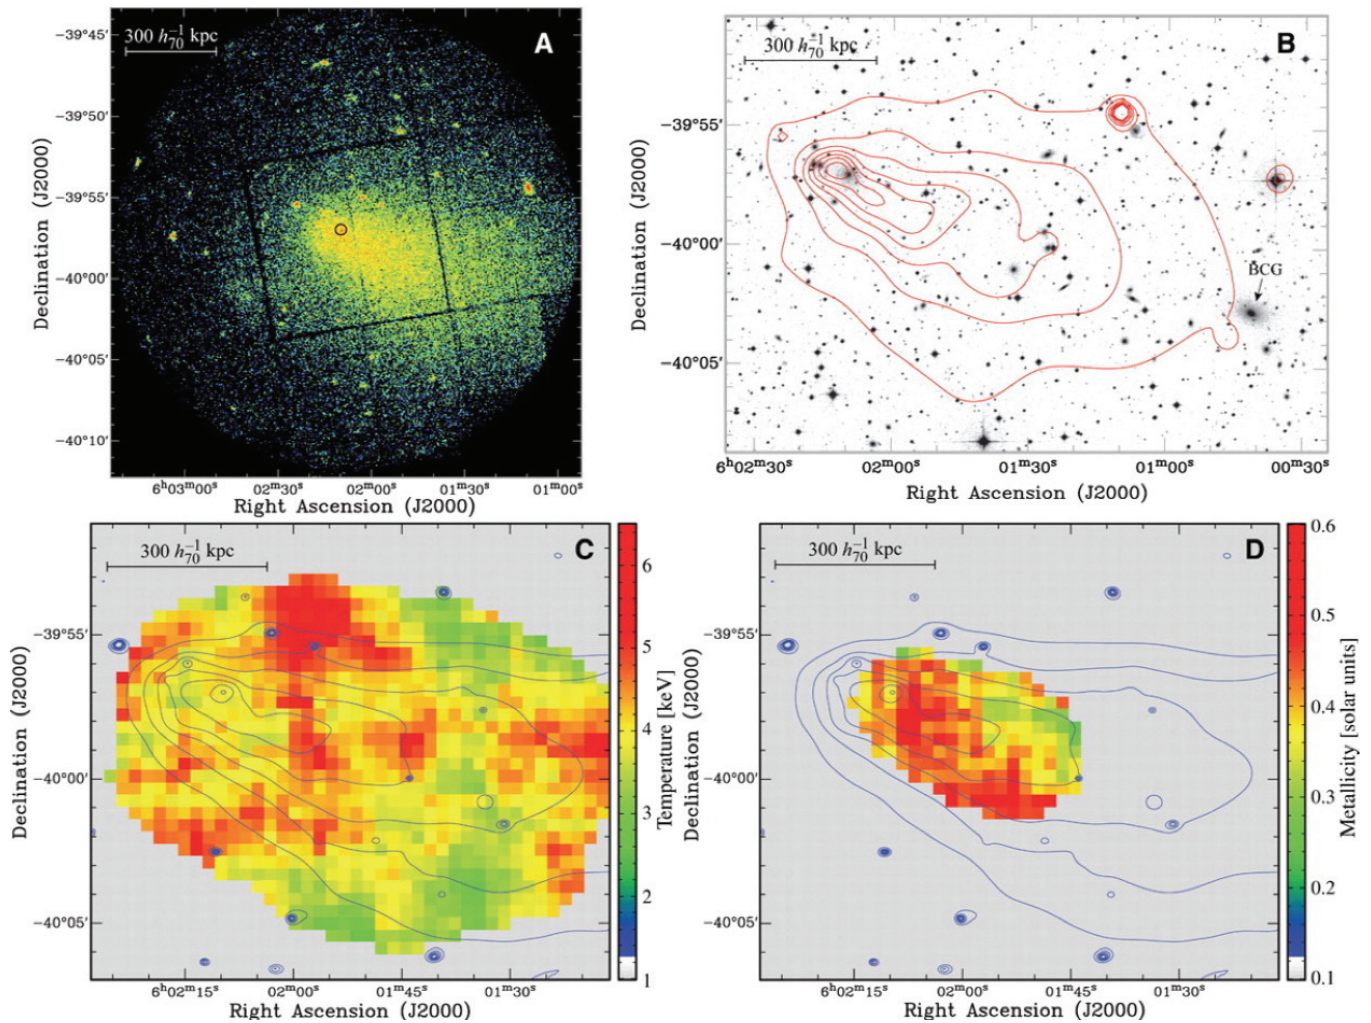 300 h₇₀⁻¹ kpc
A
−39°45′
−39°50′
−39°55′
−40°00′
−40°05′
−40°10′
Declination (J2000)
6ʰ03ᵐ00ˢ 02ᵐ30ˢ 02ᵐ00ˢ 01ᵐ30ˢ 01ᵐ00ˢ
Right Ascension (J2000)
300 h₇₀⁻¹ kpc
B
BCG
−39°55′
−40°00′
−40°05′
Declination (J2000)
6ʰ02ᵐ30ˢ 02ᵐ00ˢ 01ᵐ30ˢ 01ᵐ00ˢ 00ᵐ30ˢ
Right Ascension (J2000)
300 h₇₀⁻¹ kpc
C
−39°55′
−40°00′
−40°05′
Declination (J2000)
6ʰ02ᵐ15ˢ 02ᵐ00ˢ 01ᵐ45ˢ 01ᵐ30ˢ
Right Ascension (J2000)
6
5
4
3
2
1
Temperature [keV]
300 h₇₀⁻¹ kpc
D
−39°55′
−40°00′
−40°05′
Declination (J2000)
6ʰ02ᵐ15ˢ 02ᵐ00ˢ 01ᵐ45ˢ 01ᵐ30ˢ
Right Ascension (J2000)
0.6
0.5
0.4
0.3
0.2
0.1
Metallicity [solar units]